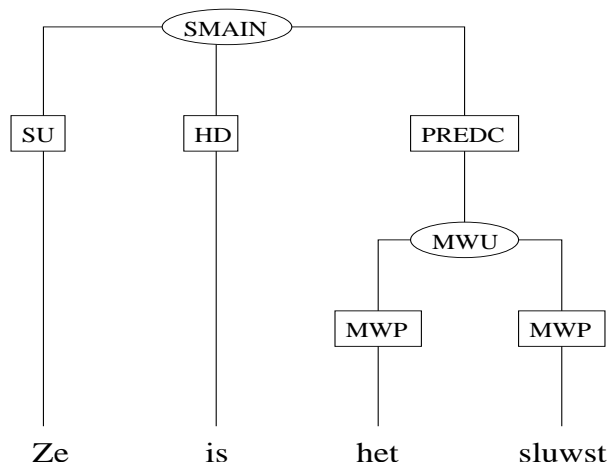 SMAIN
SU HD PREDC
MWU
MWP MWP
Ze is het sluwst